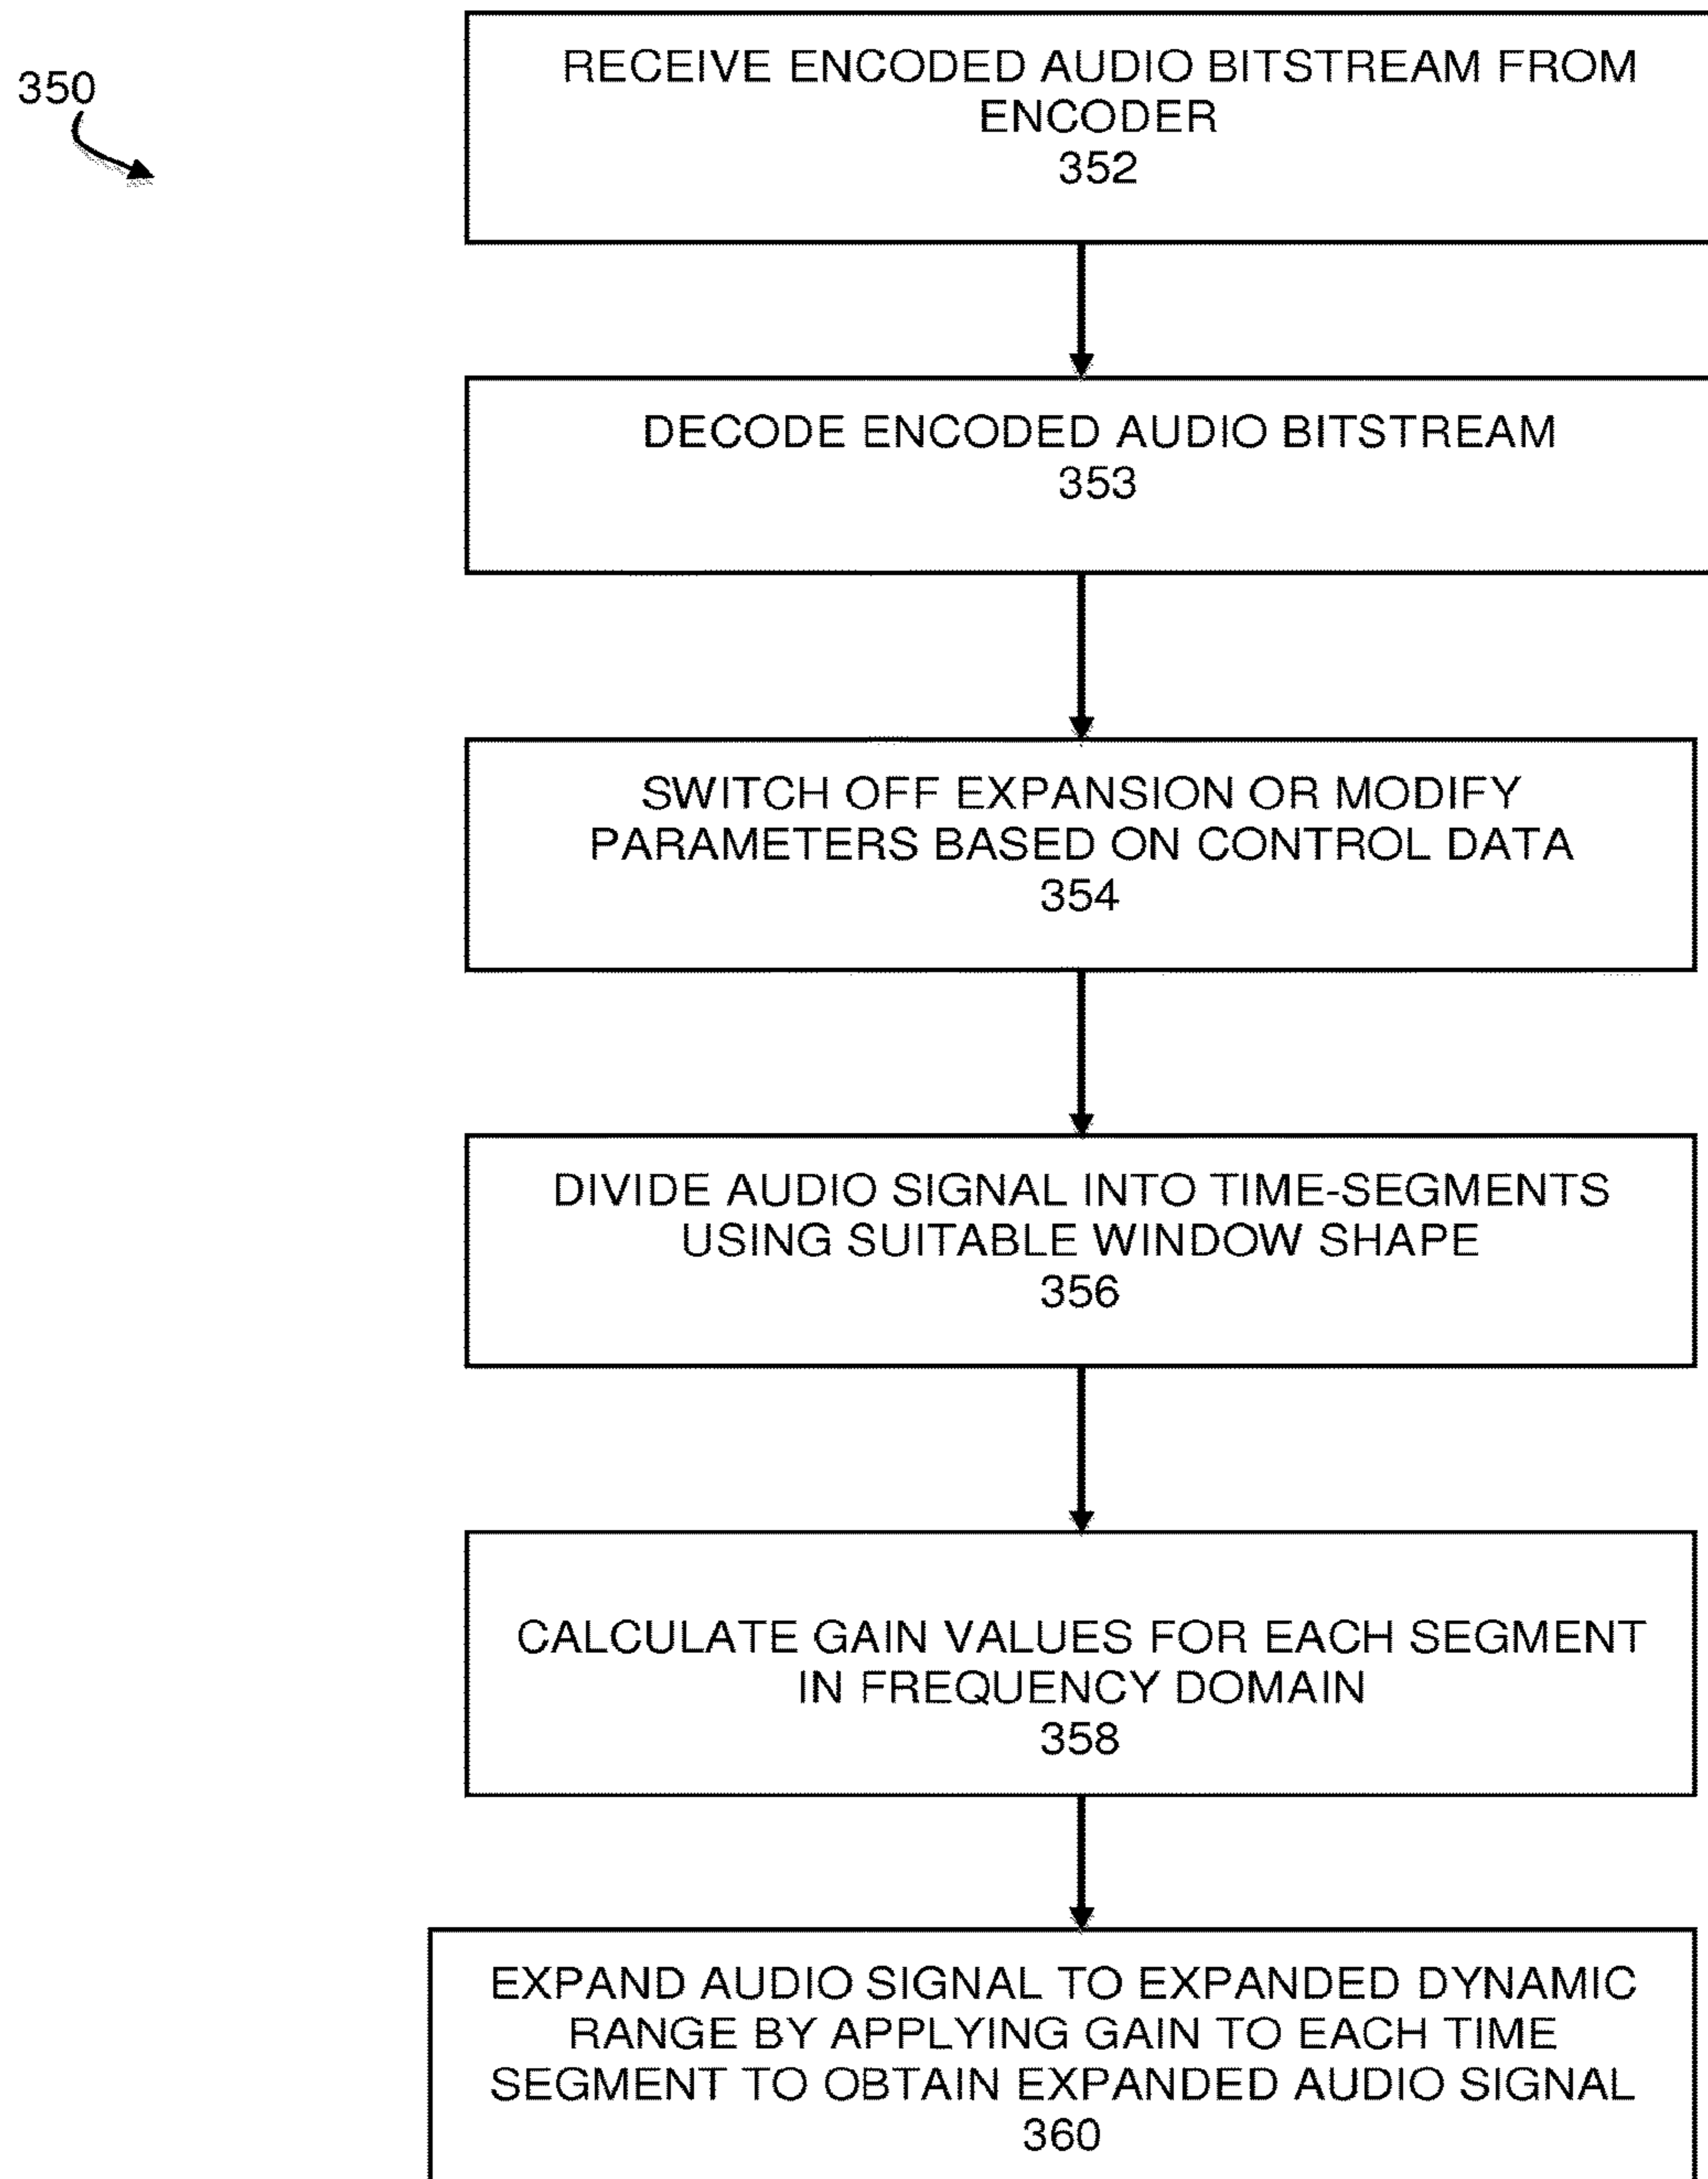 350
RECEIVE ENCODED AUDIO BITSTREAM FROM
ENCODER
352
DECODE ENCODED AUDIO BITSTREAM
353
SWITCH OFF EXPANSION OR MODIFY
PARAMETERS BASED ON CONTROL DATA
354
DIVIDE AUDIO SIGNAL INTO TIME-SEGMENTS
USING SUITABLE WINDOW SHAPE
356
CALCULATE GAIN VALUES FOR EACH SEGMENT
IN FREQUENCY DOMAIN
358
EXPAND AUDIO SIGNAL TO EXPANDED DYNAMIC
RANGE BY APPLYING GAIN TO EACH TIME
SEGMENT TO OBTAIN EXPANDED AUDIO SIGNAL
360